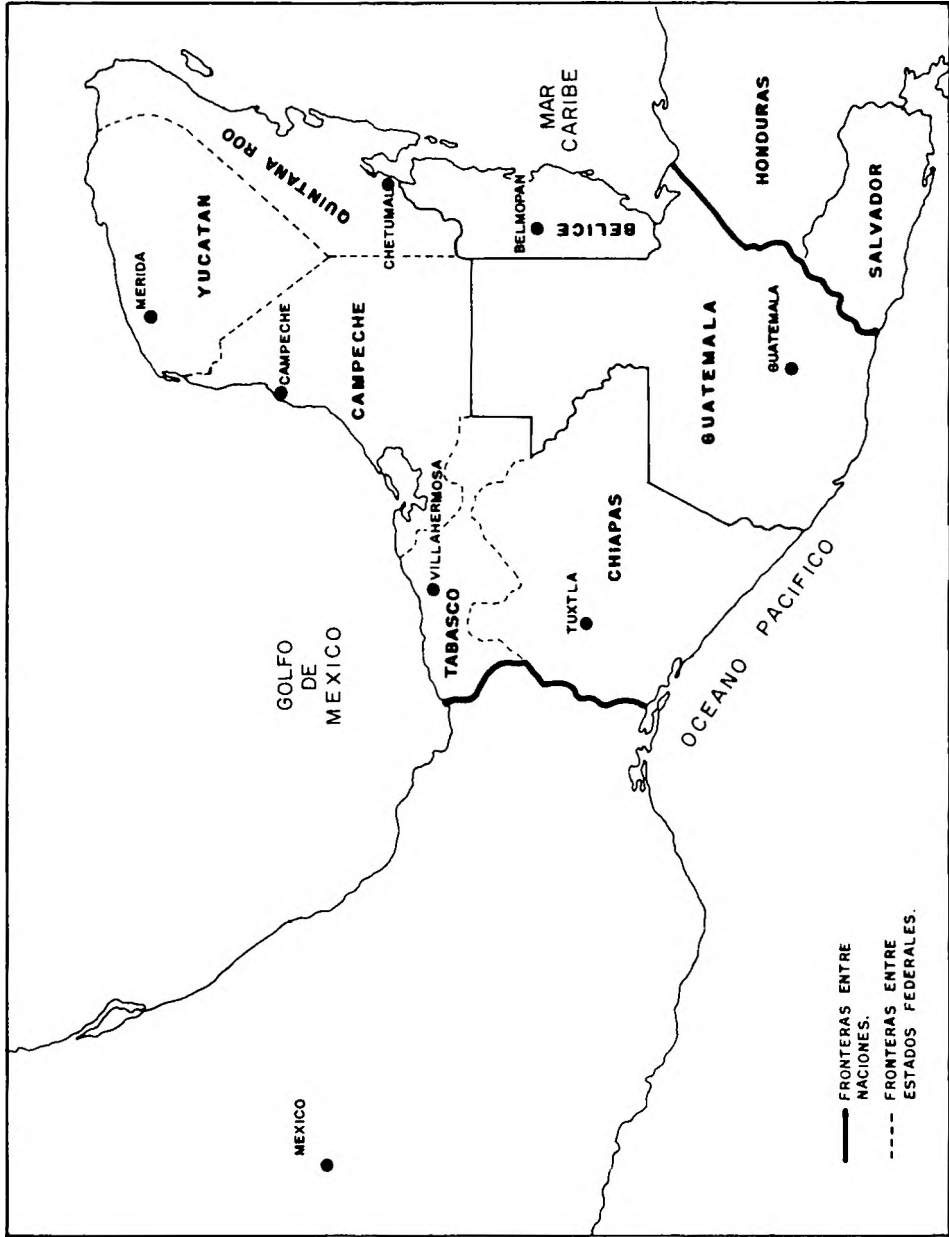 MERIDA
YUCATAN
QUINTANA ROO
CAMPECHE
CAMPECHE
CHETUMAL
MAR
CARIBE
BELMOPAN
BELICE
GOLFO
DE
MEXICO
VILLAHERMOSA
TABASCO
TUXTLA
CHIAPAS
GUATEMALA
GUATEMALA
HONDURAS
SALVADOR
OCEANO PACIFICO
MEXICO
FRONTERAS ENTRE
NACIONES.
FRONTERAS ENTRE
ESTADOS FEDERALES.